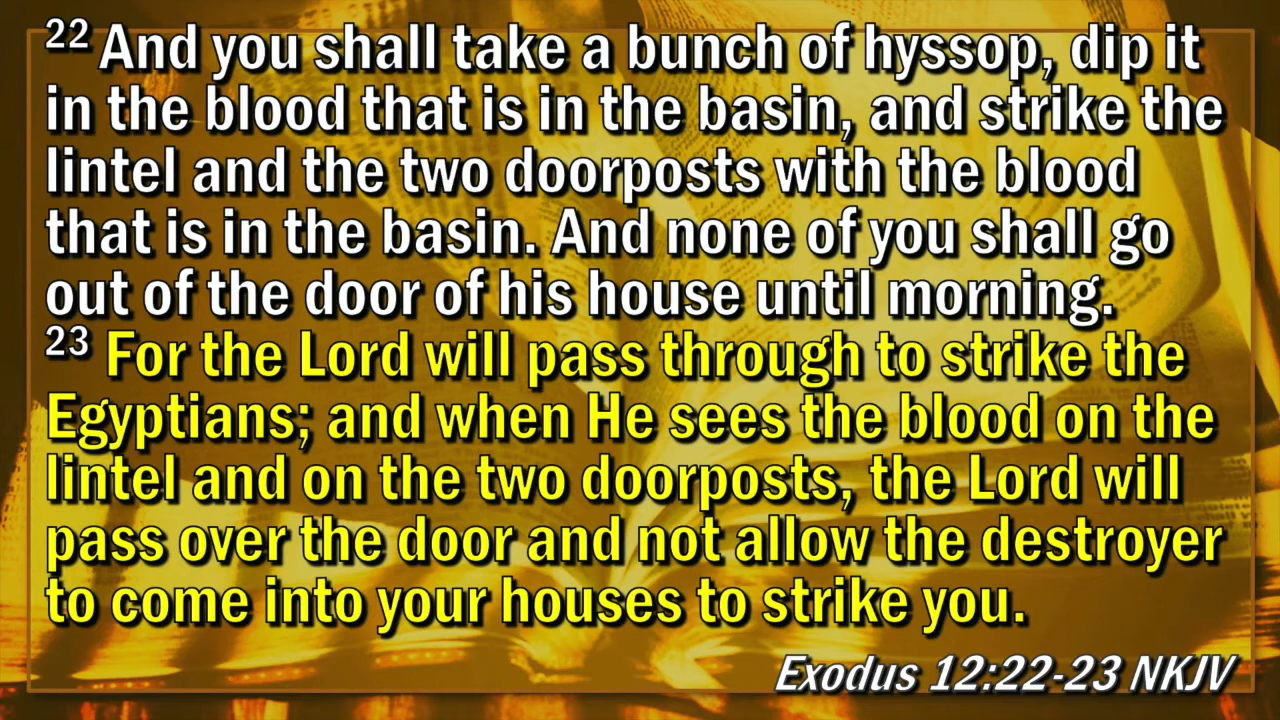 22 And you shall take a bunch of hyssop, dip it
in the blood that is in the basin, and strike the
lintel and the two doorposts with the blood
that is in the basin. And none of you shall go
out of the door of his house until morning.
23 For the Lord will pass through to strike the
Egyptians; and when He sees the blood on the
lintel and on the two doorposts, the Lord will
pass over the door and not allow the destroyer
to come into your houses to strike you.
Exodus 12:22-23 NKJV